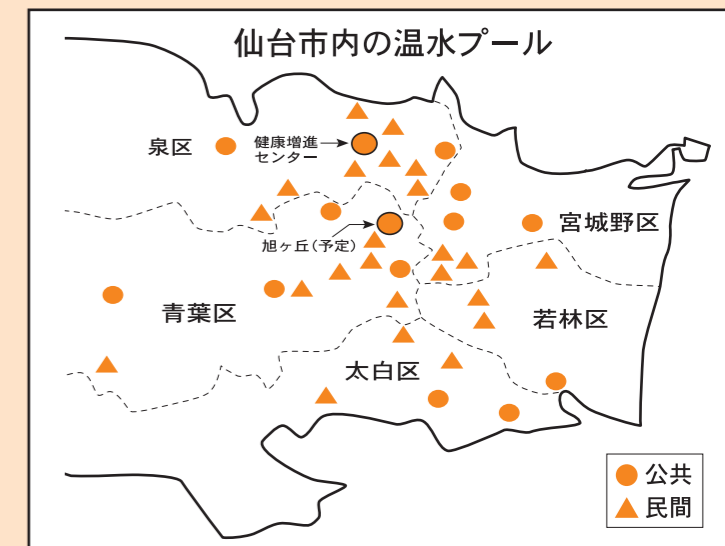 仙台市内の温水プール
泉区
健康増進
センター
宮城野区
旭ヶ丘(予定)
青葉区
若林区
太白区
公共
民間